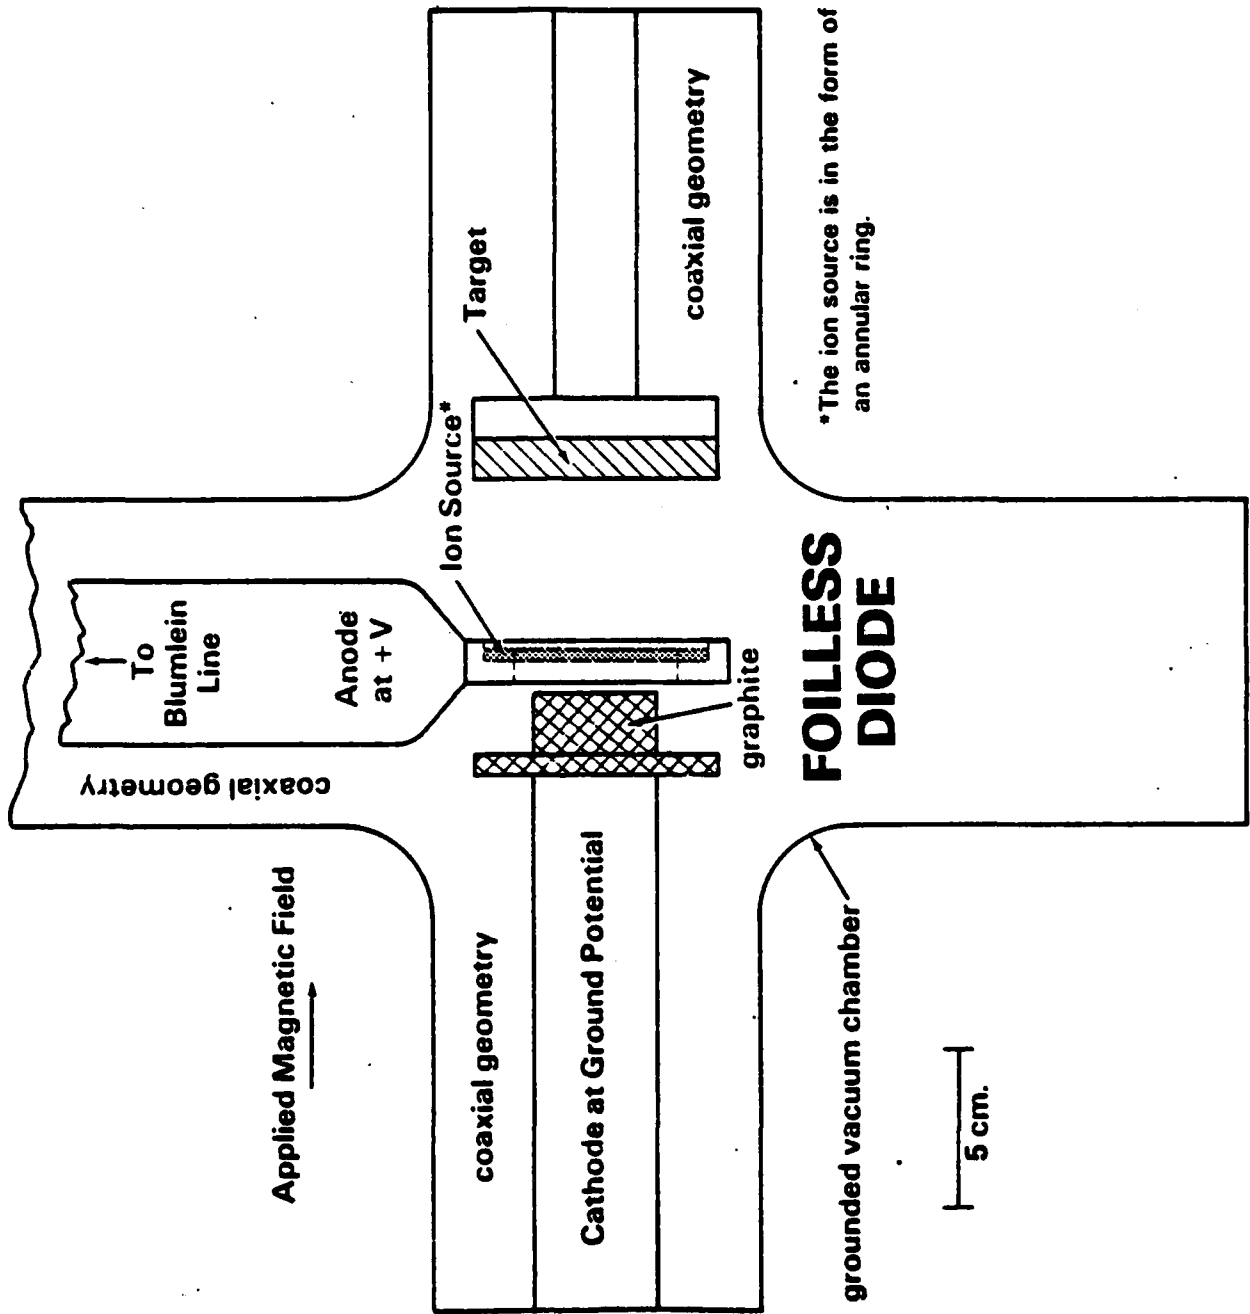 Applied Magnetic Field
coaxial geometry
To
Blumlein
Line
Anode
at + V
coaxial geometry
Cathode at Ground Potential
Ion Source*
Target
coaxial geometry
graphite
FOILLESS
DIODE
grounded vacuum chamber
5 cm.
*The ion source is in the form of
an annular ring.